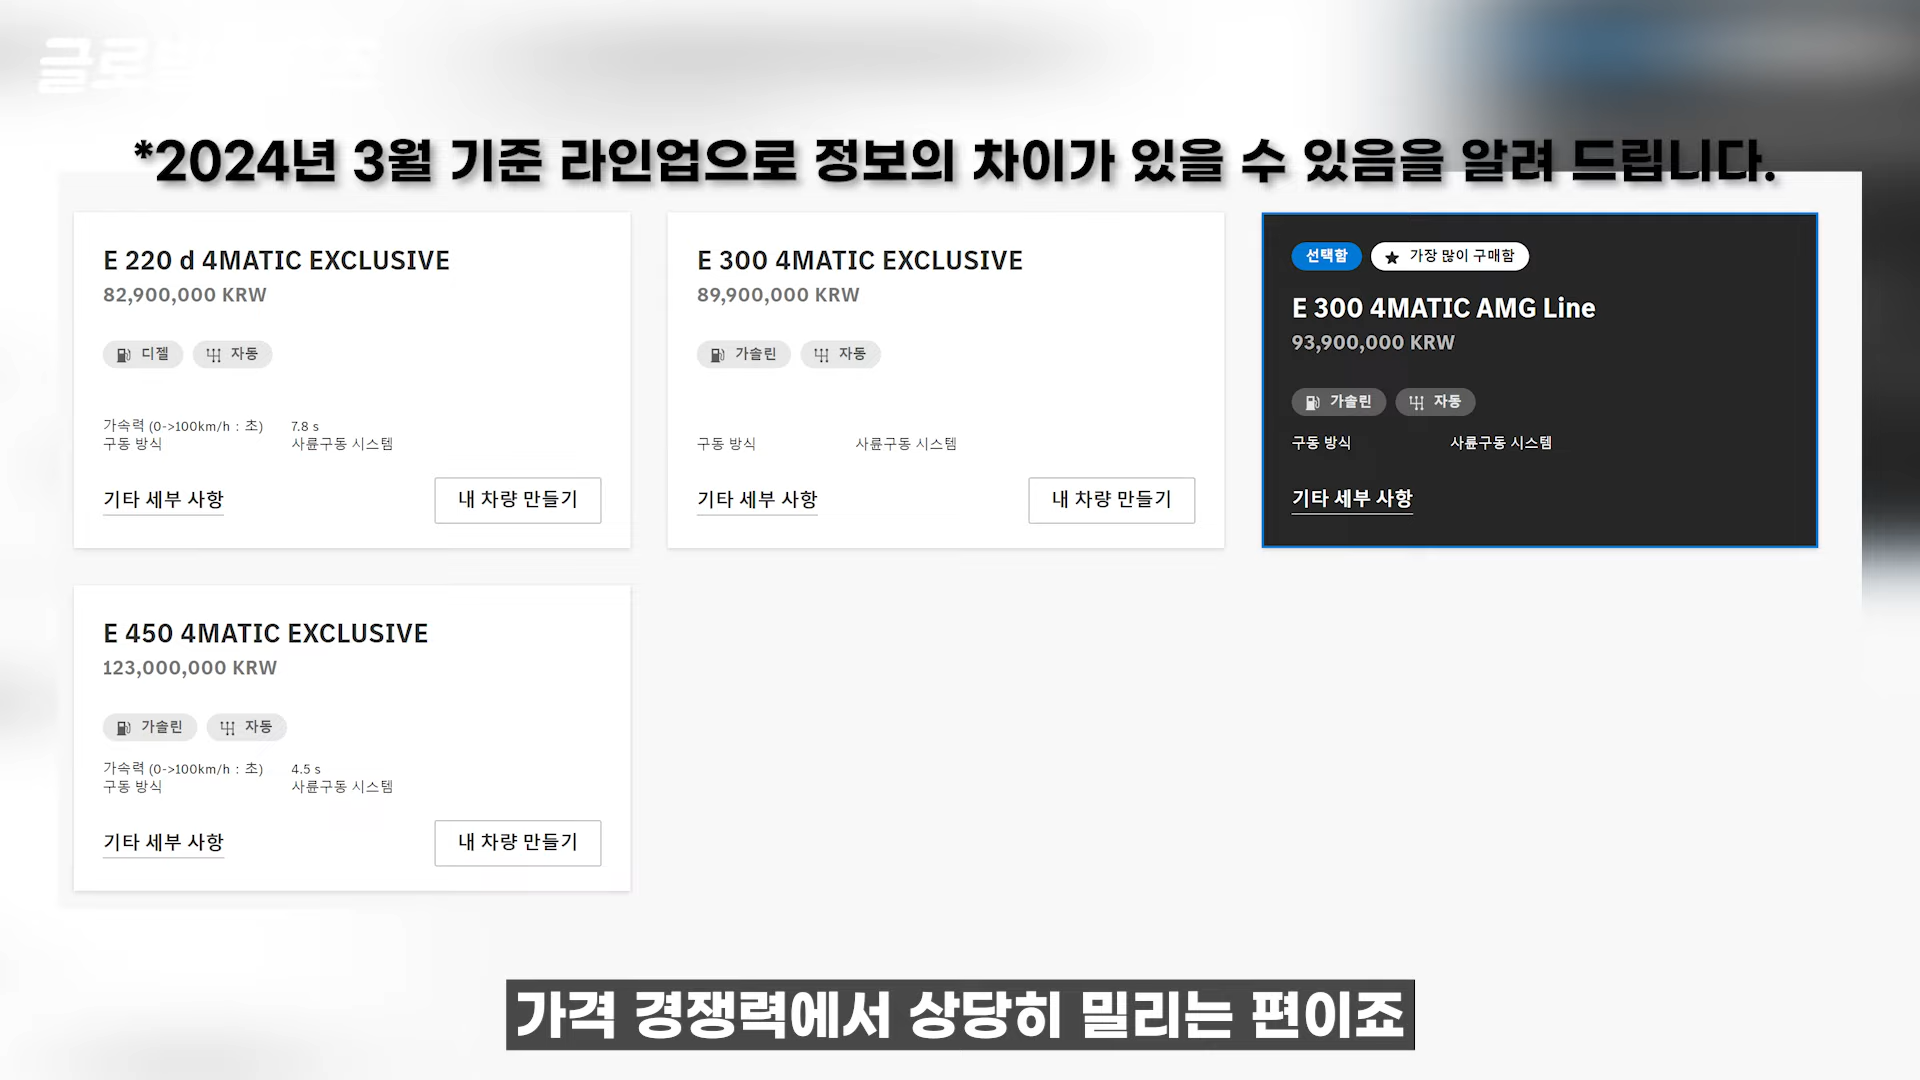 *2024년 3월 기준 라인업으로 정보의 차이가 있을 수 있음을 알려 드립니다.
E 220 d 4MATIC EXCLUSIVE
82,900,000 KRW
디젤 자동
가속력 (0->100km/h : 초) 7.8 s
구동 방식 사륜구동 시스템
기타 세부 사항 내 차량 만들기
E 300 4MATIC EXCLUSIVE
89,900,000 KRW
가솔린 자동
구동 방식 사륜구동 시스템
기타 세부 사항 내 차량 만들기
선택함 가장 많이 구매함
E 300 4MATIC AMG Line
93,900,000 KRW
가솔린 자동
구동 방식 사륜구동 시스템
기타 세부 사항
E 450 4MATIC EXCLUSIVE
123,000,000 KRW
가솔린 자동
가속력 (0->100km/h : 초) 4.5 s
구동 방식 사륜구동 시스템
기타 세부 사항 내 차량 만들기
가격 경쟁력에서 상당히 밀리는 편이죠